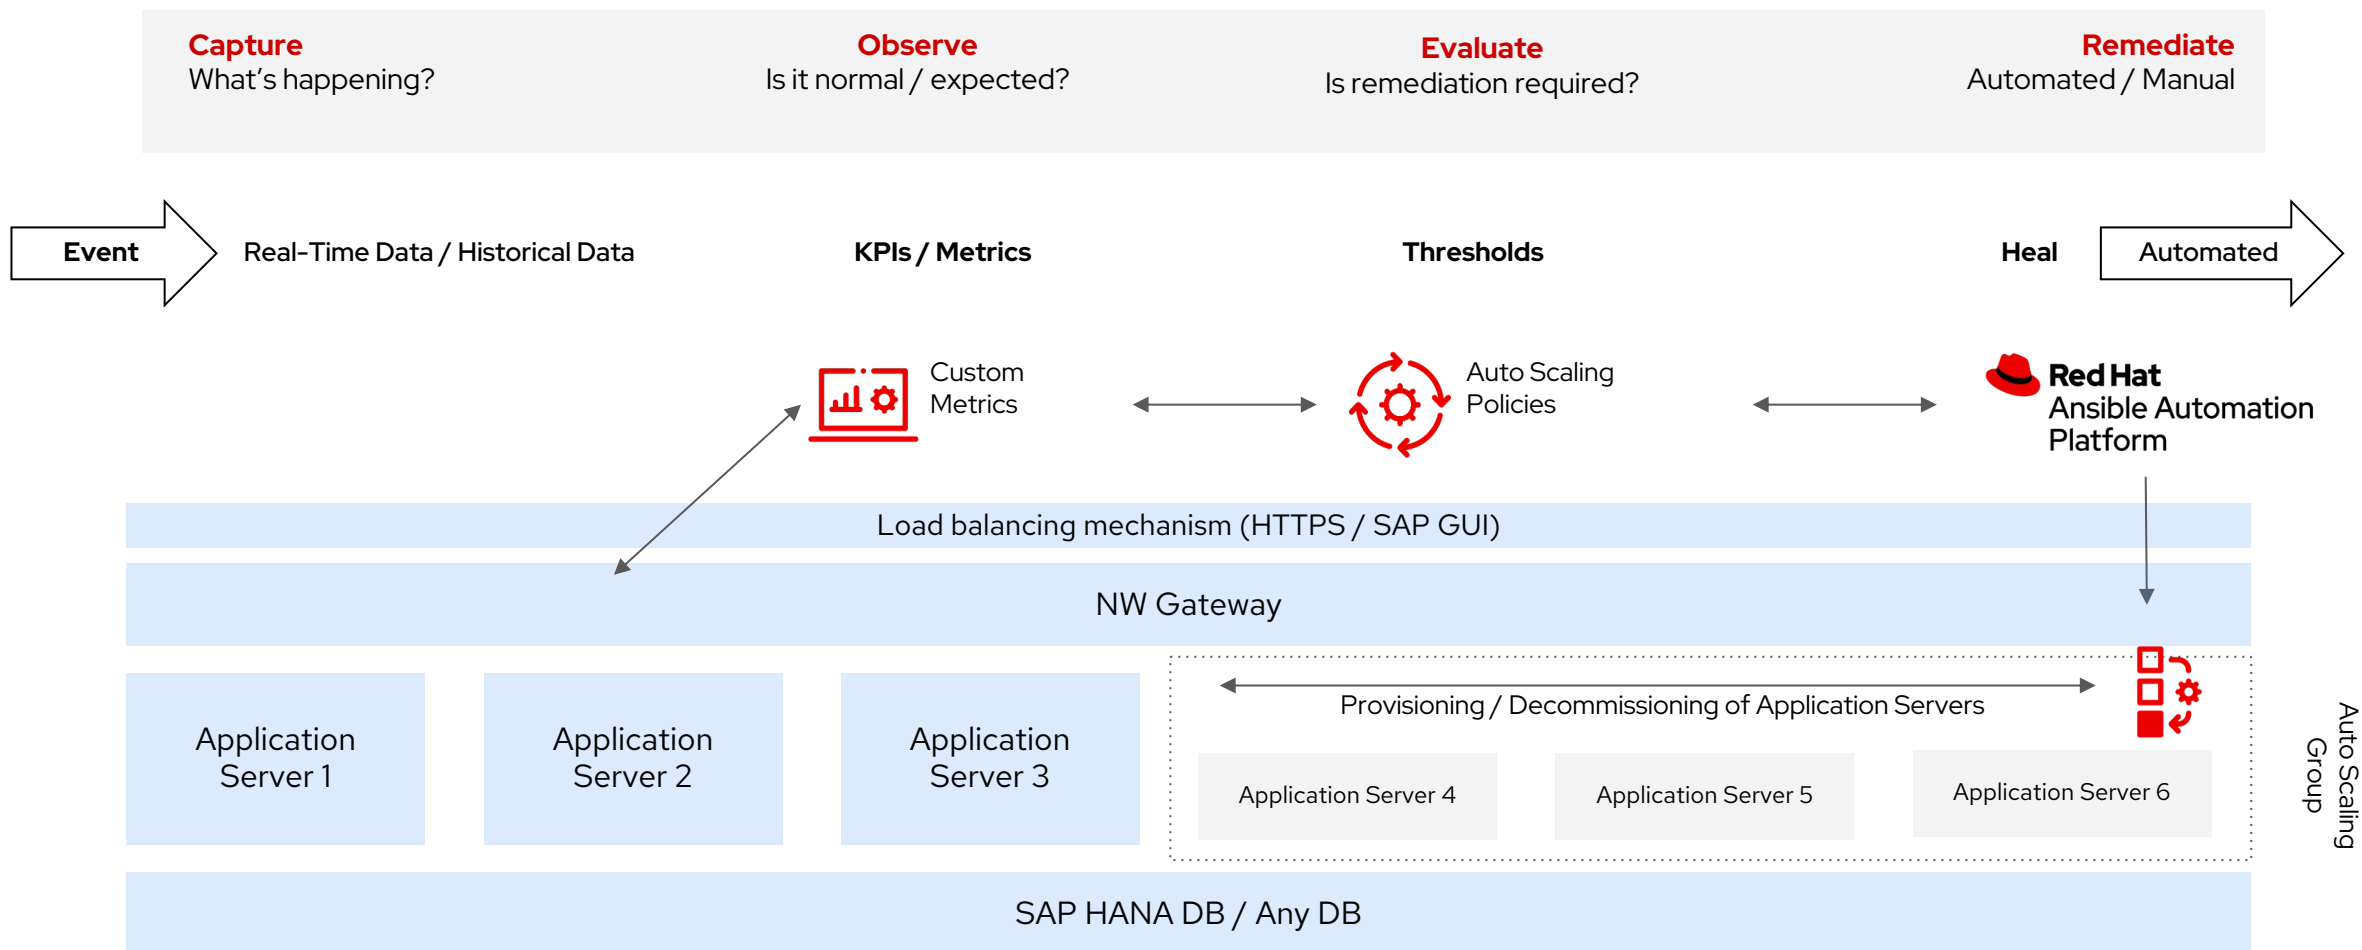 Capture
What's happening?
Observe
Is it normal / expected?
Evaluate
Is remediation required?
Remediate
Automated / Manual
Event
Real-Time Data / Historical Data
KPIs / Metrics
Thresholds
Heal
Automated
Custom
Metrics
Auto Scaling
Policies
Red Hat
Ansible Automation
Platform
Load balancing mechanism (HTTPS / SAP GUI)
NW Gateway
Application
Server 1
Application
Server 2
Application
Server 3
Provisioning / Decommissioning of Application Servers
Application Server 4
Application Server 5
Application Server 6
Auto Scaling
Group
SAP HANA DB / Any DB